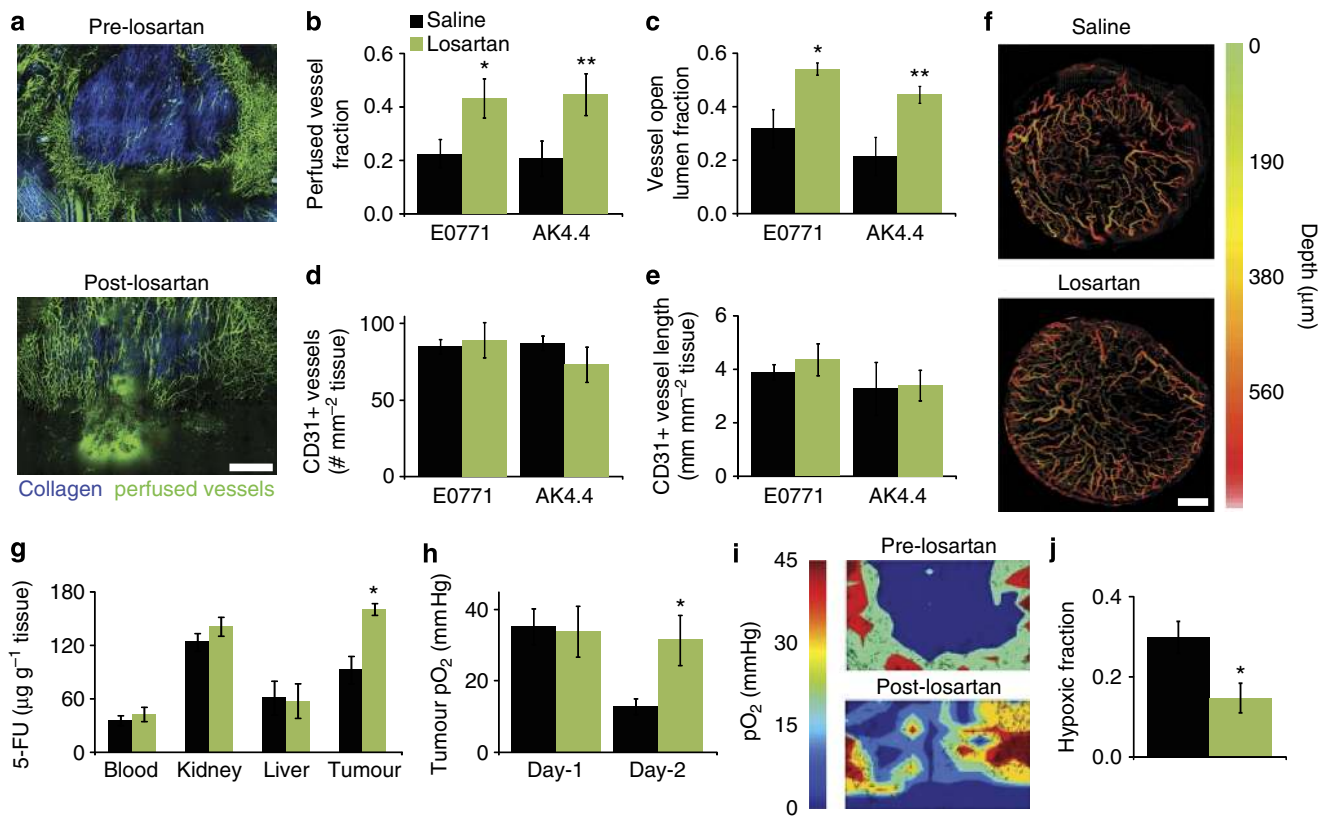 a
Pre-losartan
Post-losartan
Collagen perfused vessels
b
Saline
Losartan
Perfused vessel
fraction
0.6
0.4
0.2
0.0
*
**
E0771
AK4.4
c
Vessel open
lumen fraction
0.6
0.4
0.2
0.0
*
**
E0771
AK4.4
d
CD31+ vessels
(# mm−2 tissue)
100
50
0
E0771
AK4.4
e
CD31+ vessel length
(mm mm−2 tissue)
6
4
2
0
E0771
AK4.4
f
Saline
Losartan
0
190
380
560
Depth (μm)
g
5-FU (μg g−1 tissue)
180
120
60
0
*
Blood
Kidney
Liver
Tumour
h
Tumour pO2 (mmHg)
40
20
0
*
Day-1
Day-2
i
pO2 (mmHg)
45
30
15
0
Pre-losartan
Post-losartan
j
Hypoxic fraction
0.4
0.2
0.0
*